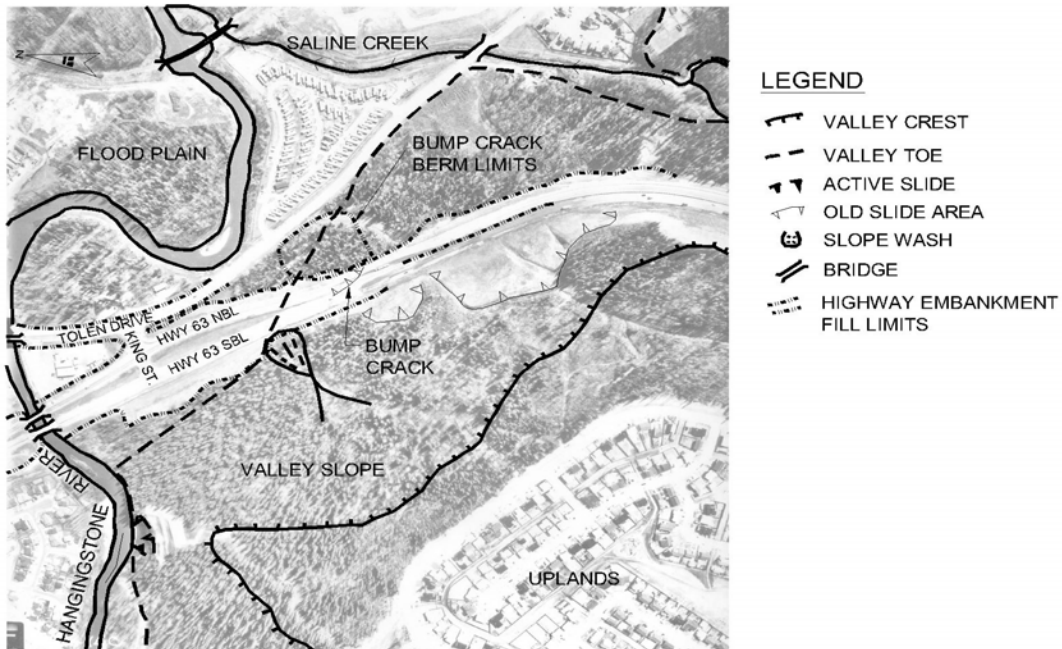 SALINE CREEK
N
FLOOD PLAIN
BUMP CRACK
BERM LIMITS
TOLEN DRIVE
HWY 63 NBL
KING ST.
HWY 63 SBL
BUMP
CRACK
VALLEY SLOPE
HANGINGSTONE RIVER
UPLANDS
F
LEGEND
VALLEY CREST
VALLEY TOE
ACTIVE SLIDE
OLD SLIDE AREA
SLOPE WASH
BRIDGE
HIGHWAY EMBANKMENT
FILL LIMITS